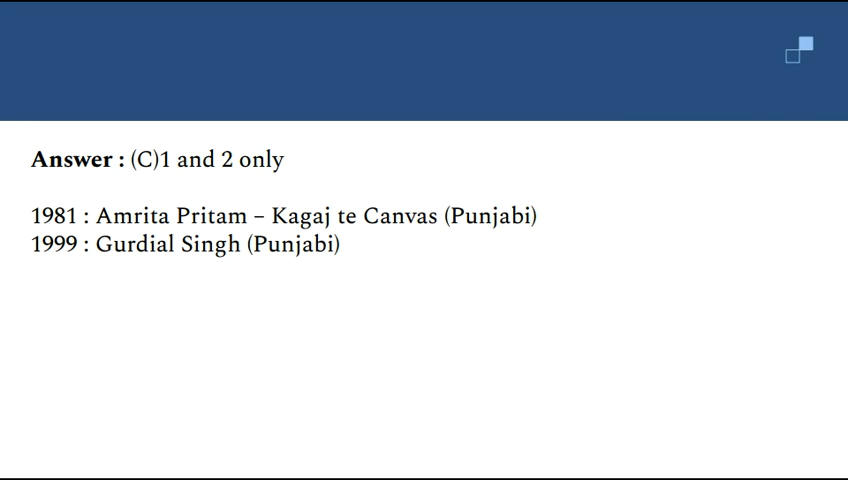 Answer : (C)1 and 2 only
1981 : Amrita Pritam – Kagaj te Canvas (Punjabi)
1999 : Gurdial Singh (Punjabi)